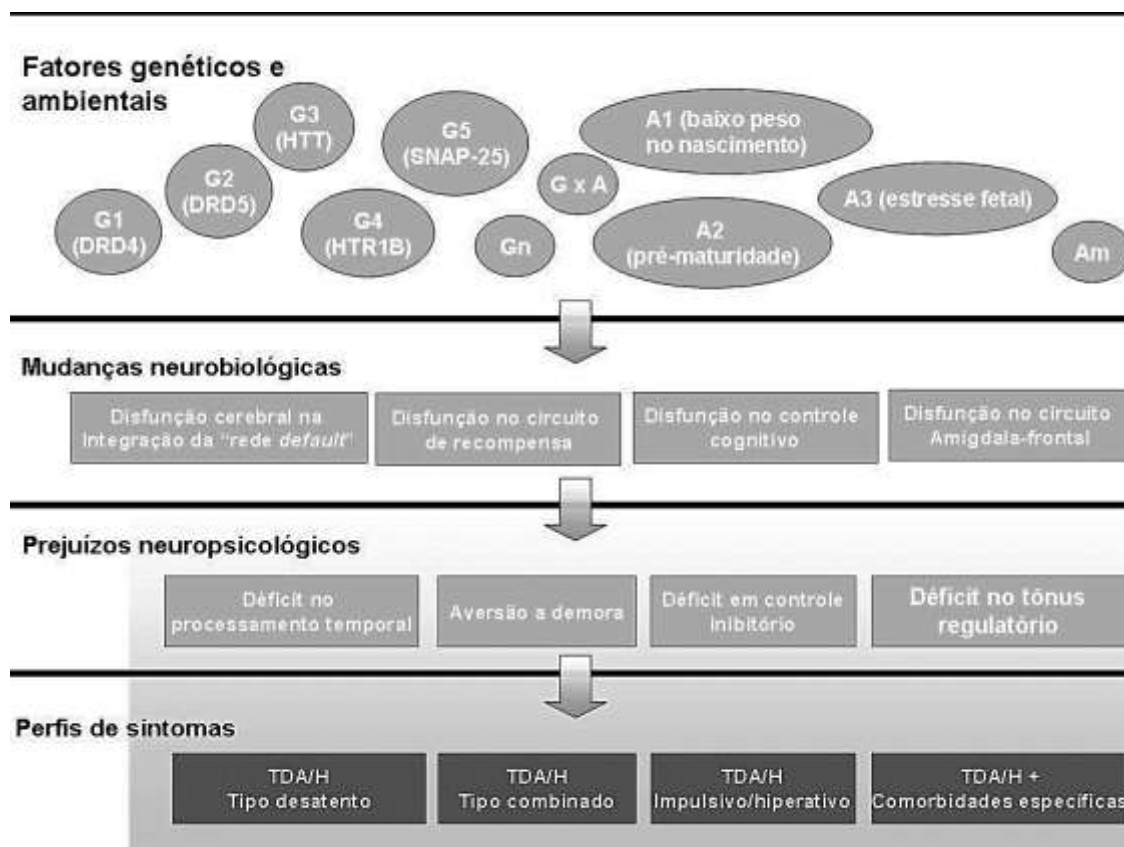 Fatores genéticos e
ambientais
G1
(DRD4)
G2
(DRD5)
G3
(HTT)
G4
(HTR1B)
G5
(SNAP-25)
Gn
G x A
A1 (baixo peso
no nascimento)
A2
(pré-maturidade)
A3 (estresse fetal)
Am
Mudanças neurobiológicas
Disfunção cerebral na
Integração da “rede default”
Disfunção no circuito
de recompensa
Disfunção no controle
cognitivo
Disfunção no circuito
Amigdala-frontal
Prejuízos neuropsicológicos
Déficit no
processamento temporal
Aversão a demora
Déficit em controle
Inibitório
Déficit no tônus
regulatório
Perfis de sintomas
TDA/H
Tipo desatento
TDA/H
Tipo combinado
TDA/H
Impulsivo/hiperativo
TDA/H +
Comorbidades específicas